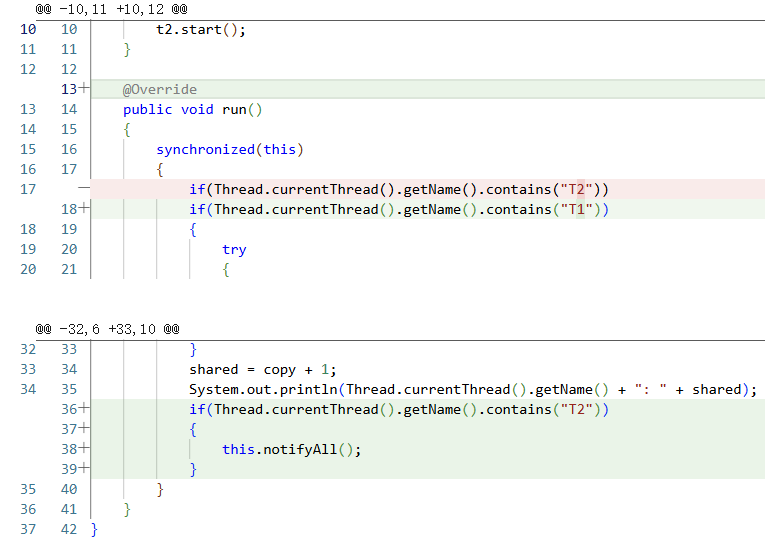 @@ -10,11 +10,12 @@
10 10 t2.start();
11 11 }
12 12
13+ @Override
13 14 public void run()
14 15 {
15 16 synchronized(this)
16 17 {
17 — if(Thread.currentThread().getName().contains("T2"))
18+ if(Thread.currentThread().getName().contains("T1"))
18 19 {
19 20 try
20 21 {
@@ -32,6 +33,10 @@
32 33 }
33 34 shared = copy + 1;
34 35 System.out.println(Thread.currentThread().getName() + ": " + shared);
36+ if(Thread.currentThread().getName().contains("T2"))
37+ {
38+ this.notifyAll();
39+ }
35 40 }
36 41 }
37 42 }